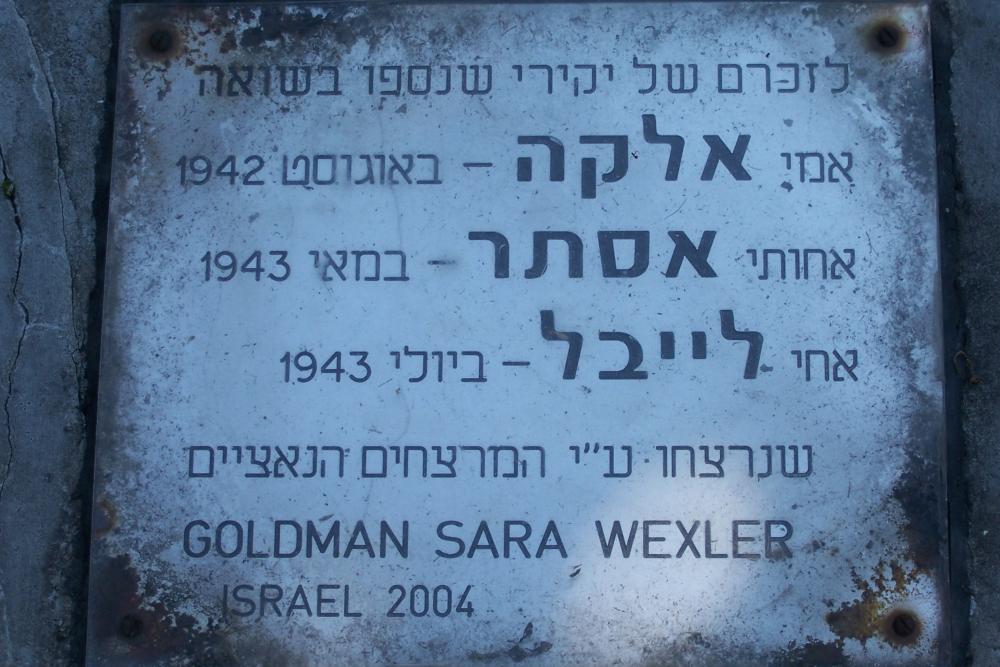 לזכרם של יקירי שנספו בשואה
אמי אלקה – באוגוסט 1942
אחותי אסתר – במאי 1943
אחי לייבל – ביולי 1943
שנרצחו ע"י המרצחים הנאציים
GOLDMAN SARA WEXLER
ISRAEL 2004